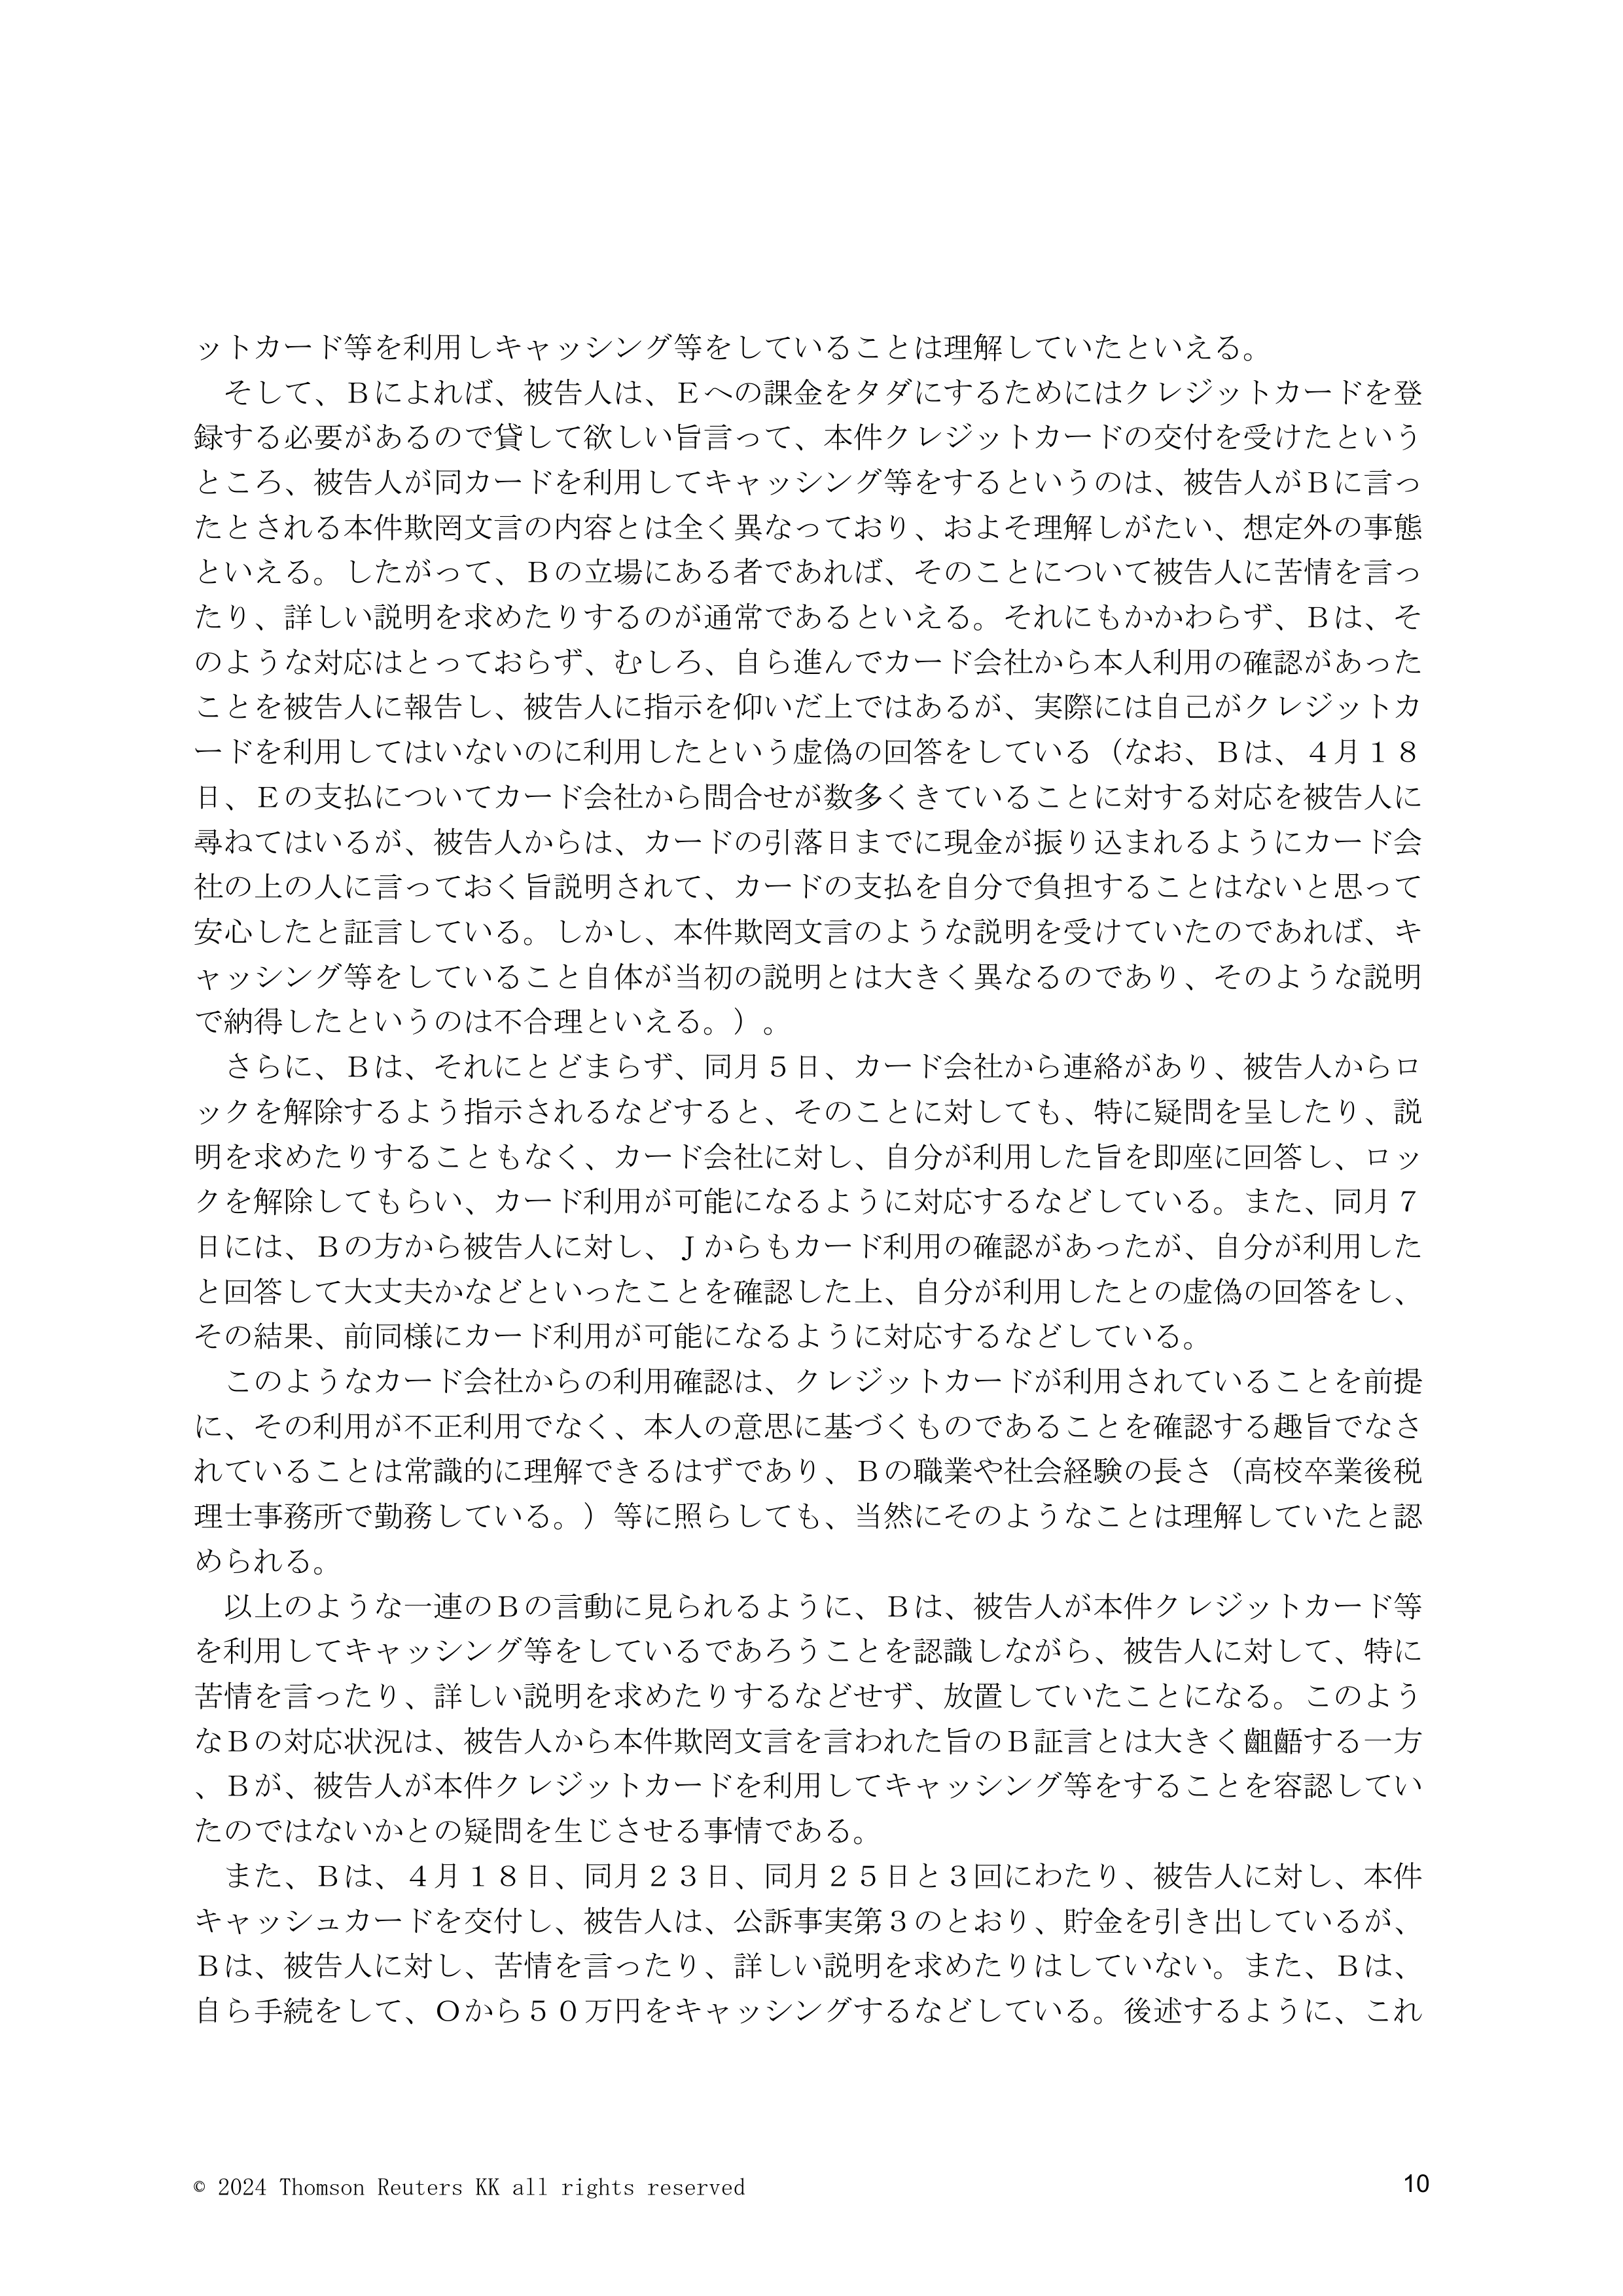 ットカード等を利用しキャッシング等をしていることは理解していたといえる。
　そして、Ｂによれば、被告人は、Ｅへの課金をタダにするためにはクレジットカードを登
録する必要があるので貸して欲しい旨言って、本件クレジットカードの交付を受けたという
ところ、被告人が同カードを利用してキャッシング等をするというのは、被告人がＢに言っ
たとされる本件欺罔文言の内容とは全く異なっており、およそ理解しがたい、想定外の事態
といえる。したがって、Ｂの立場にある者であれば、そのことについて被告人に苦情を言っ
たり、詳しい説明を求めたりするのが通常であるといえる。それにもかかわらず、Ｂは、そ
のような対応はとっておらず、むしろ、自ら進んでカード会社から本人利用の確認があった
ことを被告人に報告し、被告人に指示を仰いだ上ではあるが、実際には自己がクレジットカ
ードを利用してはいないのに利用したという虚偽の回答をしている（なお、Ｂは、４月１８
日、Ｅの支払についてカード会社から問合せが数多くきていることに対する対応を被告人に
尋ねてはいるが、被告人からは、カードの引落日までに現金が振り込まれるようにカード会
社の上の人に言っておく旨説明されて、カードの支払を自分で負担することはないと思って
安心したと証言している。しかし、本件欺罔文言のような説明を受けていたのであれば、キ
ャッシング等をしていること自体が当初の説明とは大きく異なるのであり、そのような説明
で納得したというのは不合理といえる。）。
　さらに、Ｂは、それにとどまらず、同月５日、カード会社から連絡があり、被告人からロ
ックを解除するよう指示されるなどすると、そのことに対しても、特に疑問を呈したり、説
明を求めたりすることもなく、カード会社に対し、自分が利用した旨を即座に回答し、ロッ
クを解除してもらい、カード利用が可能になるように対応するなどしている。また、同月７
日には、Ｂの方から被告人に対し、Ｊからもカード利用の確認があったが、自分が利用した
と回答して大丈夫かなどといったことを確認した上、自分が利用したとの虚偽の回答をし、
その結果、前同様にカード利用が可能になるように対応するなどしている。
　このようなカード会社からの利用確認は、クレジットカードが利用されていることを前提
に、その利用が不正利用でなく、本人の意思に基づくものであることを確認する趣旨でなさ
れていることは常識的に理解できるはずであり、Ｂの職業や社会経験の長さ（高校卒業後税
理士事務所で勤務している。）等に照らしても、当然にそのようなことは理解していたと認
められる。
　以上のような一連のＢの言動に見られるように、Ｂは、被告人が本件クレジットカード等
を利用してキャッシング等をしているであろうことを認識しながら、被告人に対して、特に
苦情を言ったり、詳しい説明を求めたりするなどせず、放置していたことになる。このよう
なＢの対応状況は、被告人から本件欺罔文言を言われた旨のＢ証言とは大きく齟齬する一方
、Ｂが、被告人が本件クレジットカードを利用してキャッシング等をすることを容認してい
たのではないかとの疑問を生じさせる事情である。
　また、Ｂは、４月１８日、同月２３日、同月２５日と３回にわたり、被告人に対し、本件
キャッシュカードを交付し、被告人は、公訴事実第３のとおり、貯金を引き出しているが、
Ｂは、被告人に対し、苦情を言ったり、詳しい説明を求めたりはしていない。また、Ｂは、
自ら手続をして、Ｏから５０万円をキャッシングするなどしている。後述するように、これ
© 2024 Thomson Reuters KK all rights reserved
10